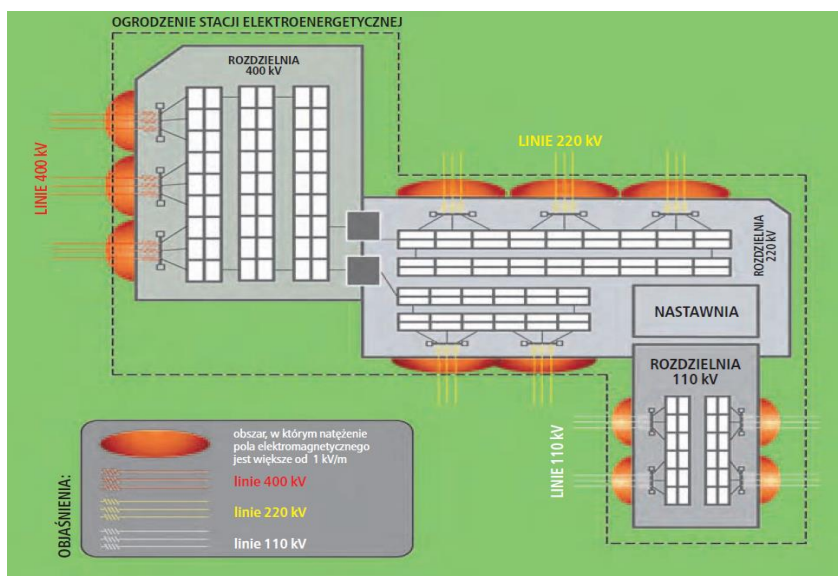 OGRODZENIE STACJI ELEKTROENERGETYCZNEJ
ROZDZIELNIA
400 kV
LINIE 400 kV
LINIE 220 kV
ROZDZIELNIA
220 kV
NASTAWNIA
ROZDZIELNIA
110 kV
LINIE 110 kV
OBJAŚNIENIA:
obszar, w którym natężenie
pola elektromagnetycznego
jest większe od 1 kV/m
linie 400 kV
linie 220 kV
linie 110 kV